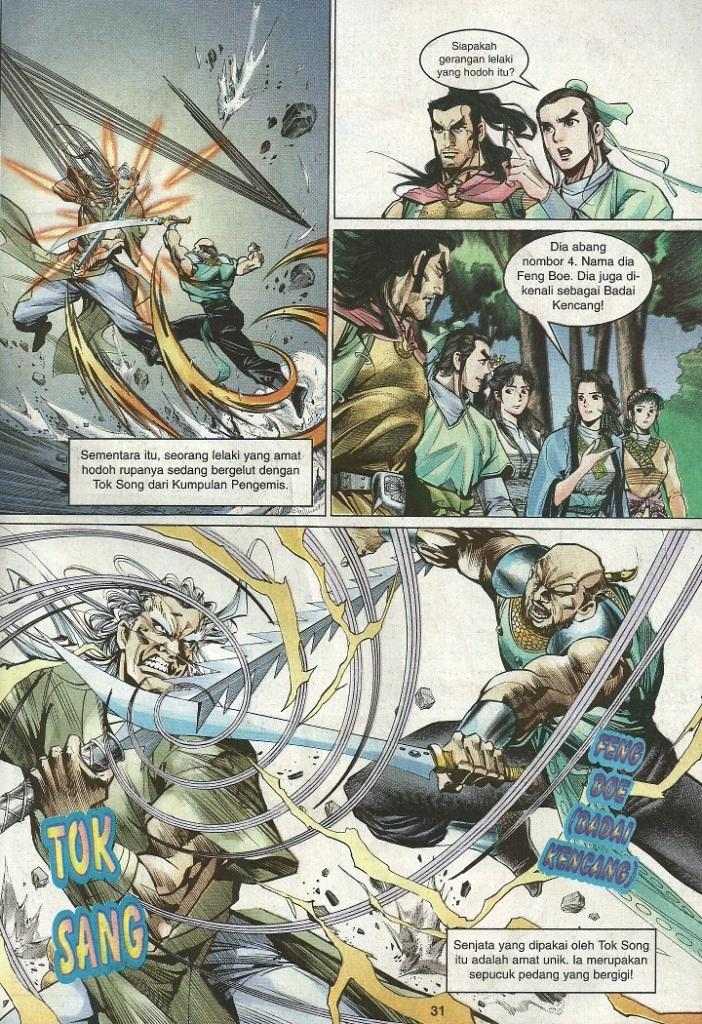 Siapakah
gerangan lelaki
yang hodoh itu?
Dia abang
nombor 4. Nama dia
Feng Boe. Dia juga di-
kenali sebagai Badai
Kencang!
Sementara itu, seorang lelaki yang amat
hodoh rupanya sedang bergelut dengan
Tok Song dari Kumpulan Pengemis.
TOK
SANG
FENG
BOE
(BADAI
KENCANG)
Senjata yang dipakai oleh Tok Song
itu adalah amat unik. Ia merupakan
sepucuk pedang yang bergigi!
31